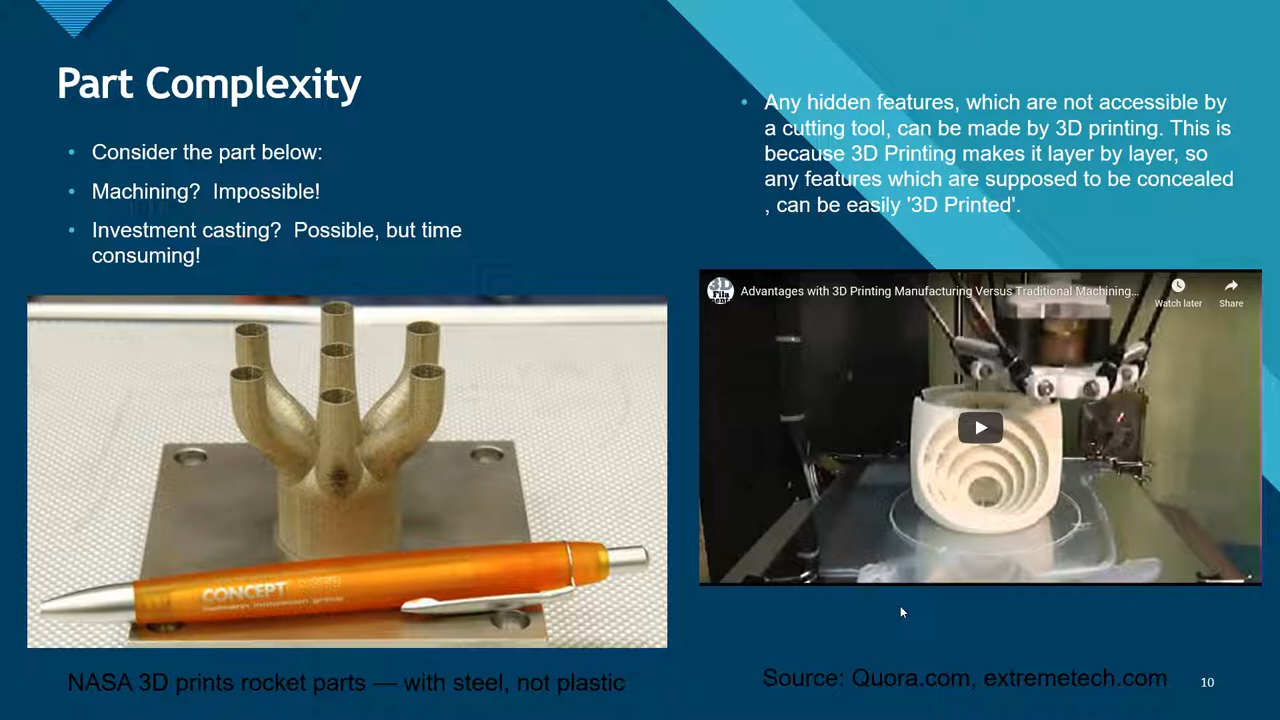 Part Complexity
• Consider the part below:
• Machining?  Impossible!
• Investment casting?  Possible, but time
consuming!
• Any hidden features, which are not accessible by
a cutting tool, can be made by 3D printing. This is
because 3D Printing makes it layer by layer, so
any features which are supposed to be concealed
, can be easily '3D Printed'.
Advantages with 3D Printing Manufacturing Versus Traditional Machining...
Watch later
Share
CONCEPT
NASA 3D prints rocket parts — with steel, not plastic
Source: Quora.com, extremetech.com
10